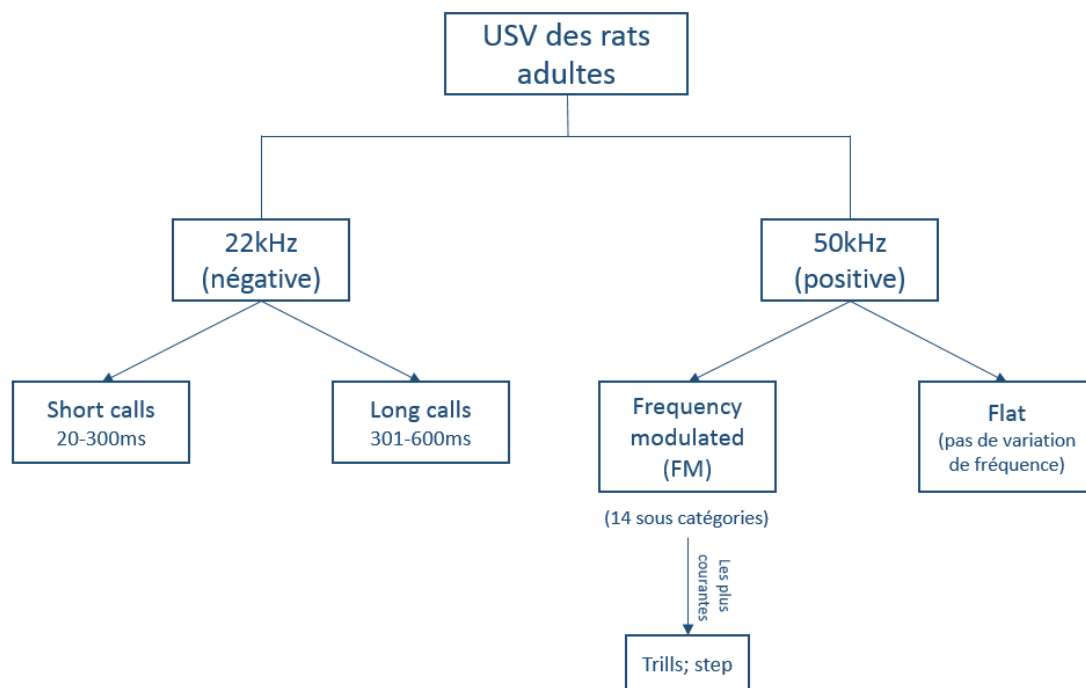 USV des rats
adultes
22kHz
(négative)
50kHz
(positive)
Short calls
20-300ms
Long calls
301-600ms
Frequency
modulated
(FM)
Flat
(pas de variation
de fréquence)
(14 sous catégories)
Les plus
courantes
Trills; step